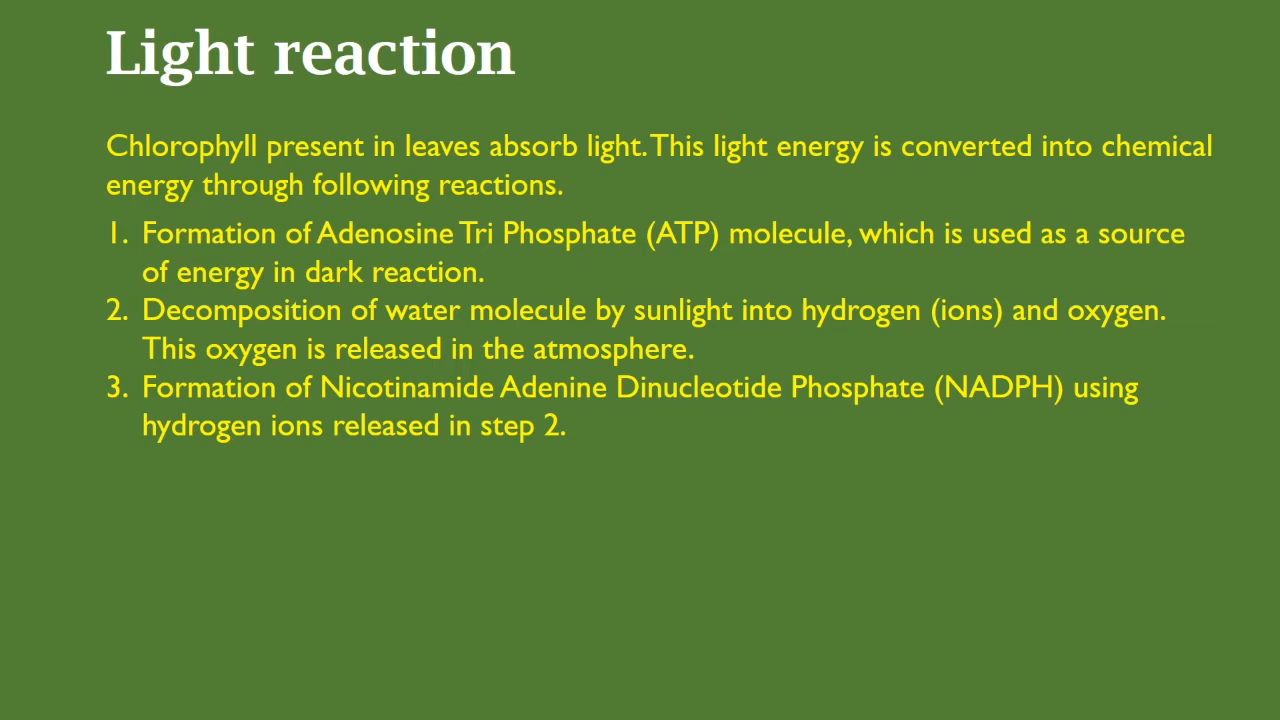 Light reaction
Chlorophyll present in leaves absorb light. This light energy is converted into chemical
energy through following reactions.
1. Formation of Adenosine Tri Phosphate (ATP) molecule, which is used as a source
of energy in dark reaction.
2. Decomposition of water molecule by sunlight into hydrogen (ions) and oxygen.
This oxygen is released in the atmosphere.
3. Formation of Nicotinamide Adenine Dinucleotide Phosphate (NADPH) using
hydrogen ions released in step 2.